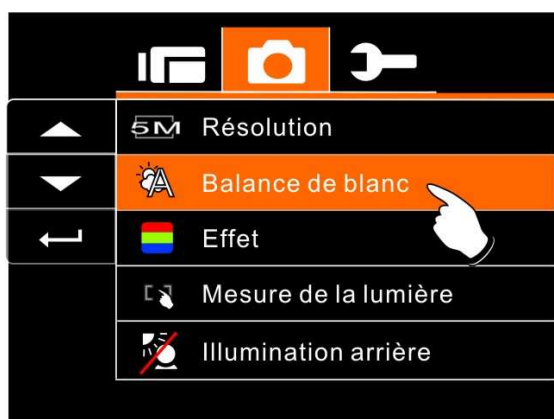 5M Résolution
A Balance de blanc
Effet
Mesure de la lumière
Illumination arrière